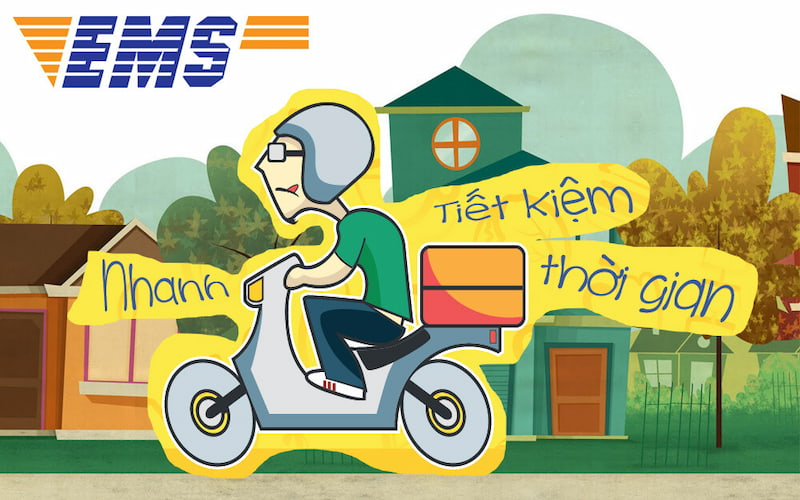 EMS
Nhanh
Tiết kiệm
thời gian